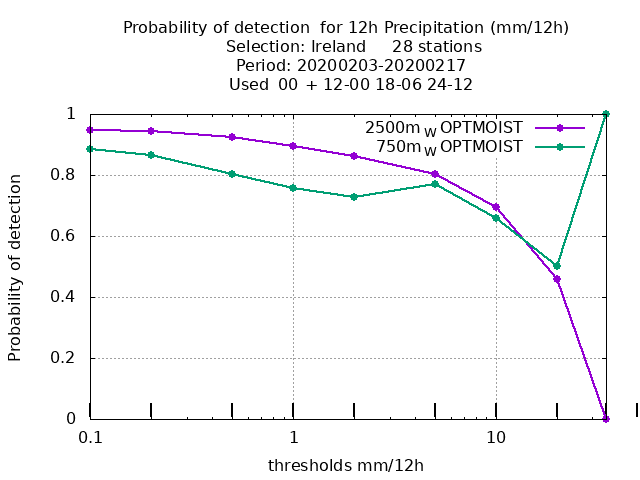 Probability of detection  for 12h Precipitation (mm/12h)
Selection: Ireland     28 stations
Period: 20200203-20200217
Used  00  + 12-00 18-06 24-12
2500m W OPTMOIST
750m W OPTMOIST
1
0.8
0.6
0.4
0.2
0
Probability of detection
0.1 1 10
thresholds mm/12h